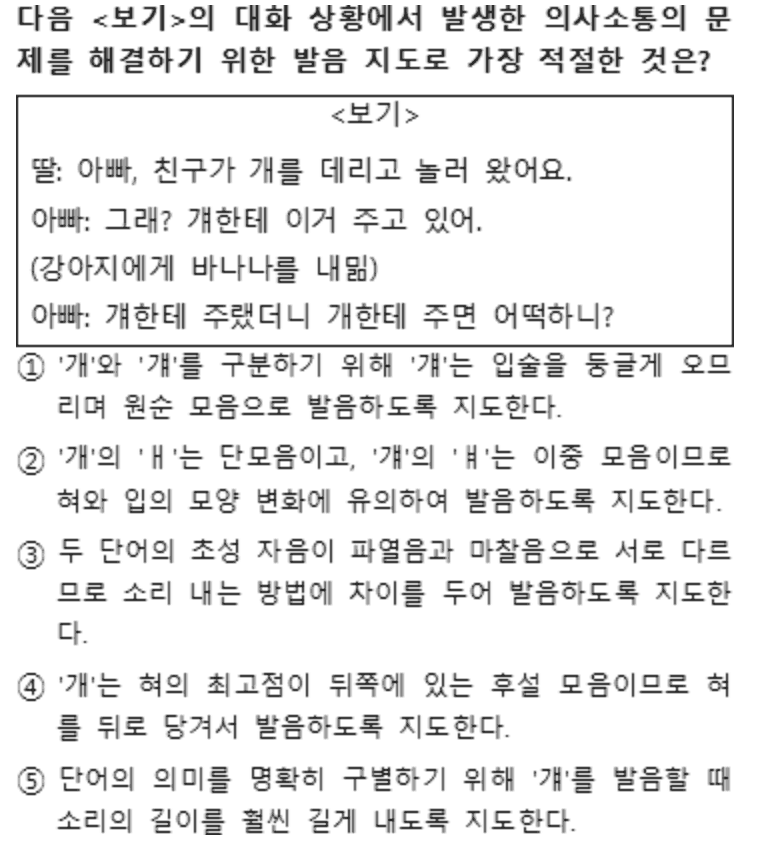 다음 <보기>의 대화 상황에서 발생한 의사소통의 문
제를 해결하기 위한 발음 지도로 가장 적절한 것은?
<보기>
딸: 아빠, 친구가 개를 데리고 놀러 왔어요.
아빠: 그래? 걔한테 이거 주고 있어.
(강아지에게 바나나를 내밂)
아빠: 걔한테 주랬더니 개한테 주면 어떡하니?
① '개'와 '걔'를 구분하기 위해 '걔'는 입술을 둥글게 오므
리며 원순 모음으로 발음하도록 지도한다.
② '개'의 'ㅐ'는 단모음이고, '걔'의 'ㅒ'는 이중 모음이므로
혀와 입의 모양 변화에 유의하여 발음하도록 지도한다.
③ 두 단어의 초성 자음이 파열음과 마찰음으로 서로 다르
므로 소리 내는 방법에 차이를 두어 발음하도록 지도한
다.
④ '개'는 혀의 최고점이 뒤쪽에 있는 후설 모음이므로 혀
를 뒤로 당겨서 발음하도록 지도한다.
⑤ 단어의 의미를 명확히 구별하기 위해 '걔'를 발음할 때
소리의 길이를 훨씬 길게 내도록 지도한다.